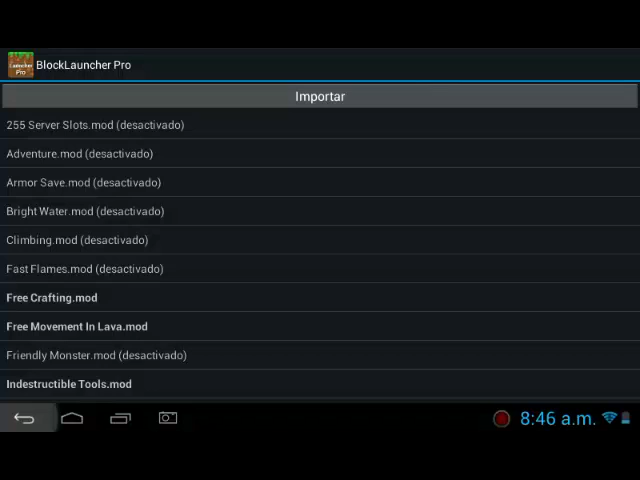 Launcher
Pro
BlockLauncher Pro
Importar
255 Server Slots.mod (desactivado)
Adventure.mod (desactivado)
Armor Save.mod (desactivado)
Bright Water.mod (desactivado)
Climbing.mod (desactivado)
Fast Flames.mod (desactivado)
Free Crafting.mod
Free Movement In Lava.mod
Friendly Monster.mod (desactivado)
Indestructible Tools.mod
8:46 a.m.